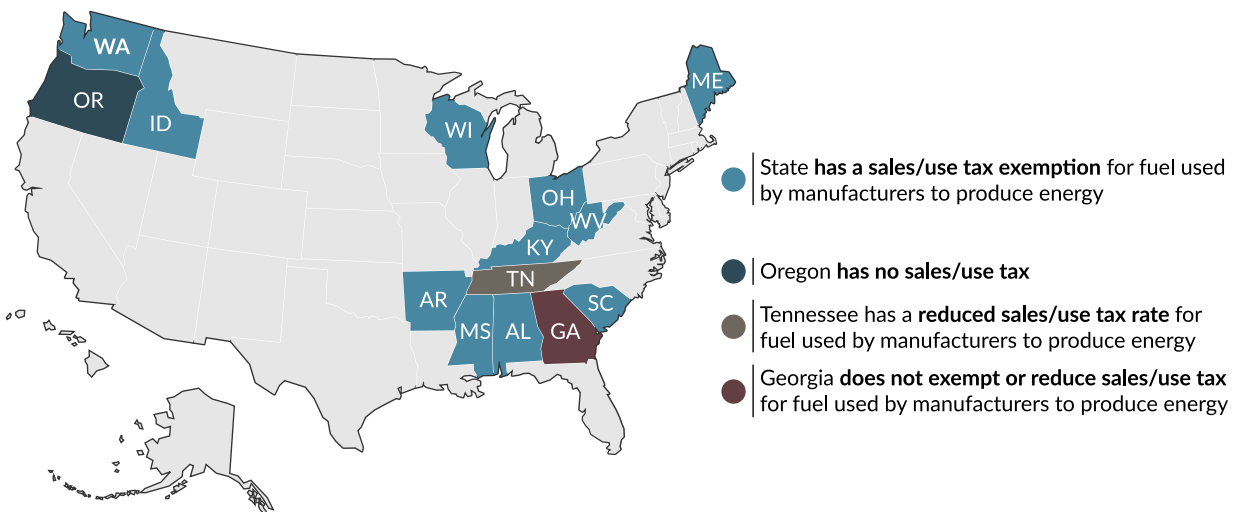 WA
OR
ID
WI
ME
OH
WV
KY
TN
AR
SC
MS
AL
GA
State has a sales/use tax exemption for fuel used
by manufacturers to produce energy
Oregon has no sales/use tax
Tennessee has a reduced sales/use tax rate for
fuel used by manufacturers to produce energy
Georgia does not exempt or reduce sales/use tax
for fuel used by manufacturers to produce energy